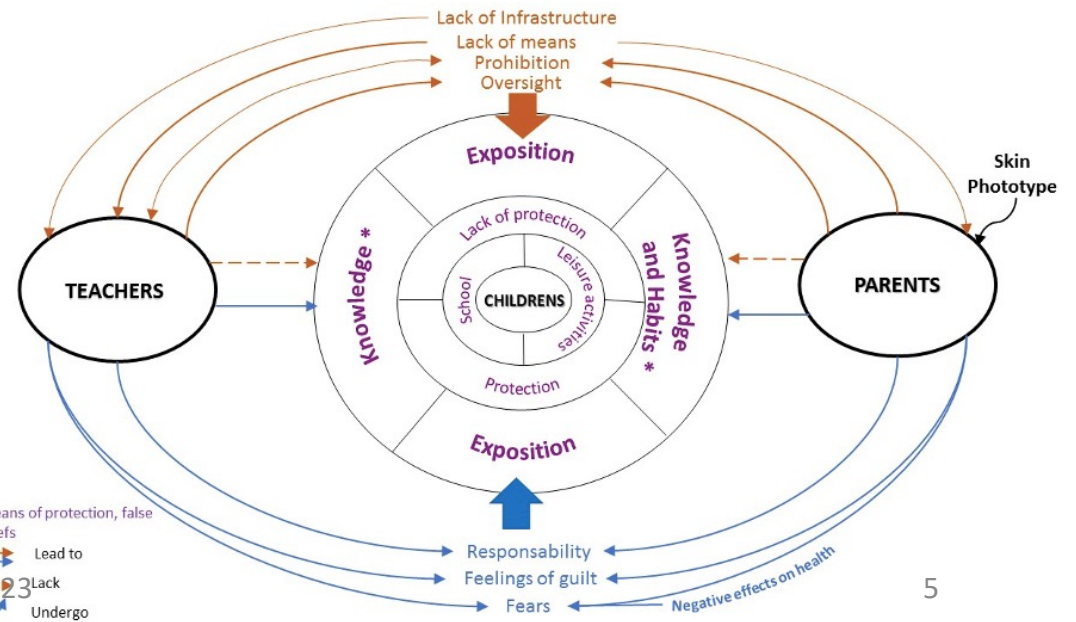 Lack of Infrastructure
Lack of means
Prohibition
Oversight
Exposition
Skin
Phototype
Lack of protection
Knowledge *
School
Leisure activities
Knowledge
and Habits *
TEACHERS
CHILDRENS
PARENTS
Protection
Exposition
Responsability
Feelings of guilt
Fears
Negative effects on health
of protection, false
Lead to
Lack
Undergo
23
5